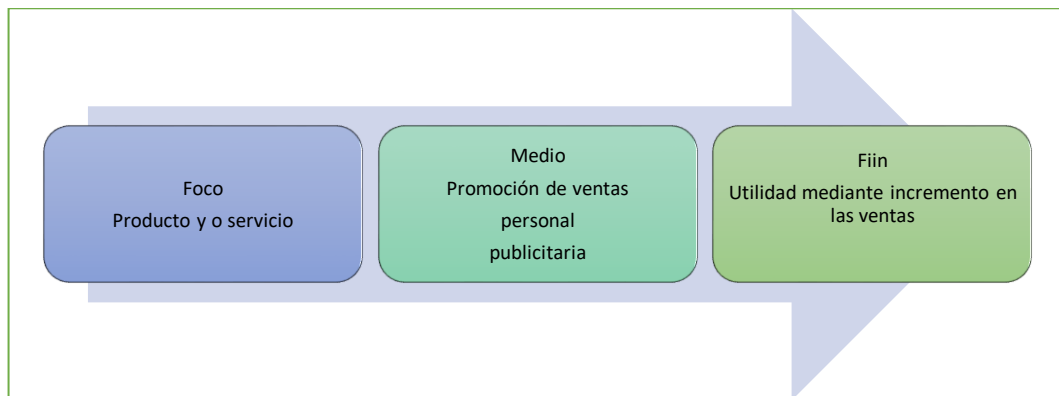 Foco
Producto y o servicio
Medio
Promoción de ventas
personal
publicitaria
Fiin
Utilidad mediante incremento en
las ventas